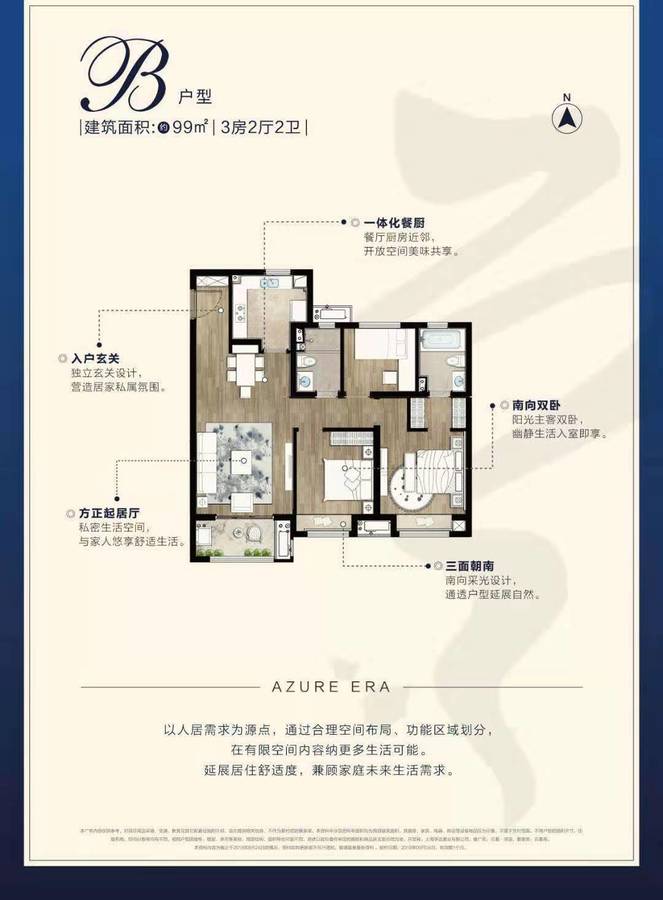 B 户型
建筑面积:约99㎡ 3房2厅2卫
N
一体化餐厨
餐厅厨房近邻，
开放空间美味共享。
入户玄关
独立玄关设计，
营造居家私属氛围。
南向双卧
阳光主客双卧，
幽静生活入室即享。
方正起居厅
私密生活空间，
与家人悠享舒适生活。
三面朝南
南向采光设计，
通透户型延展自然。
AZURE ERA
以人居需求为源点，通过合理空间布局、功能区域划分，
在有限空间内容纳更多生活可能。
延展居住舒适度，兼顾家庭未来生活需求。